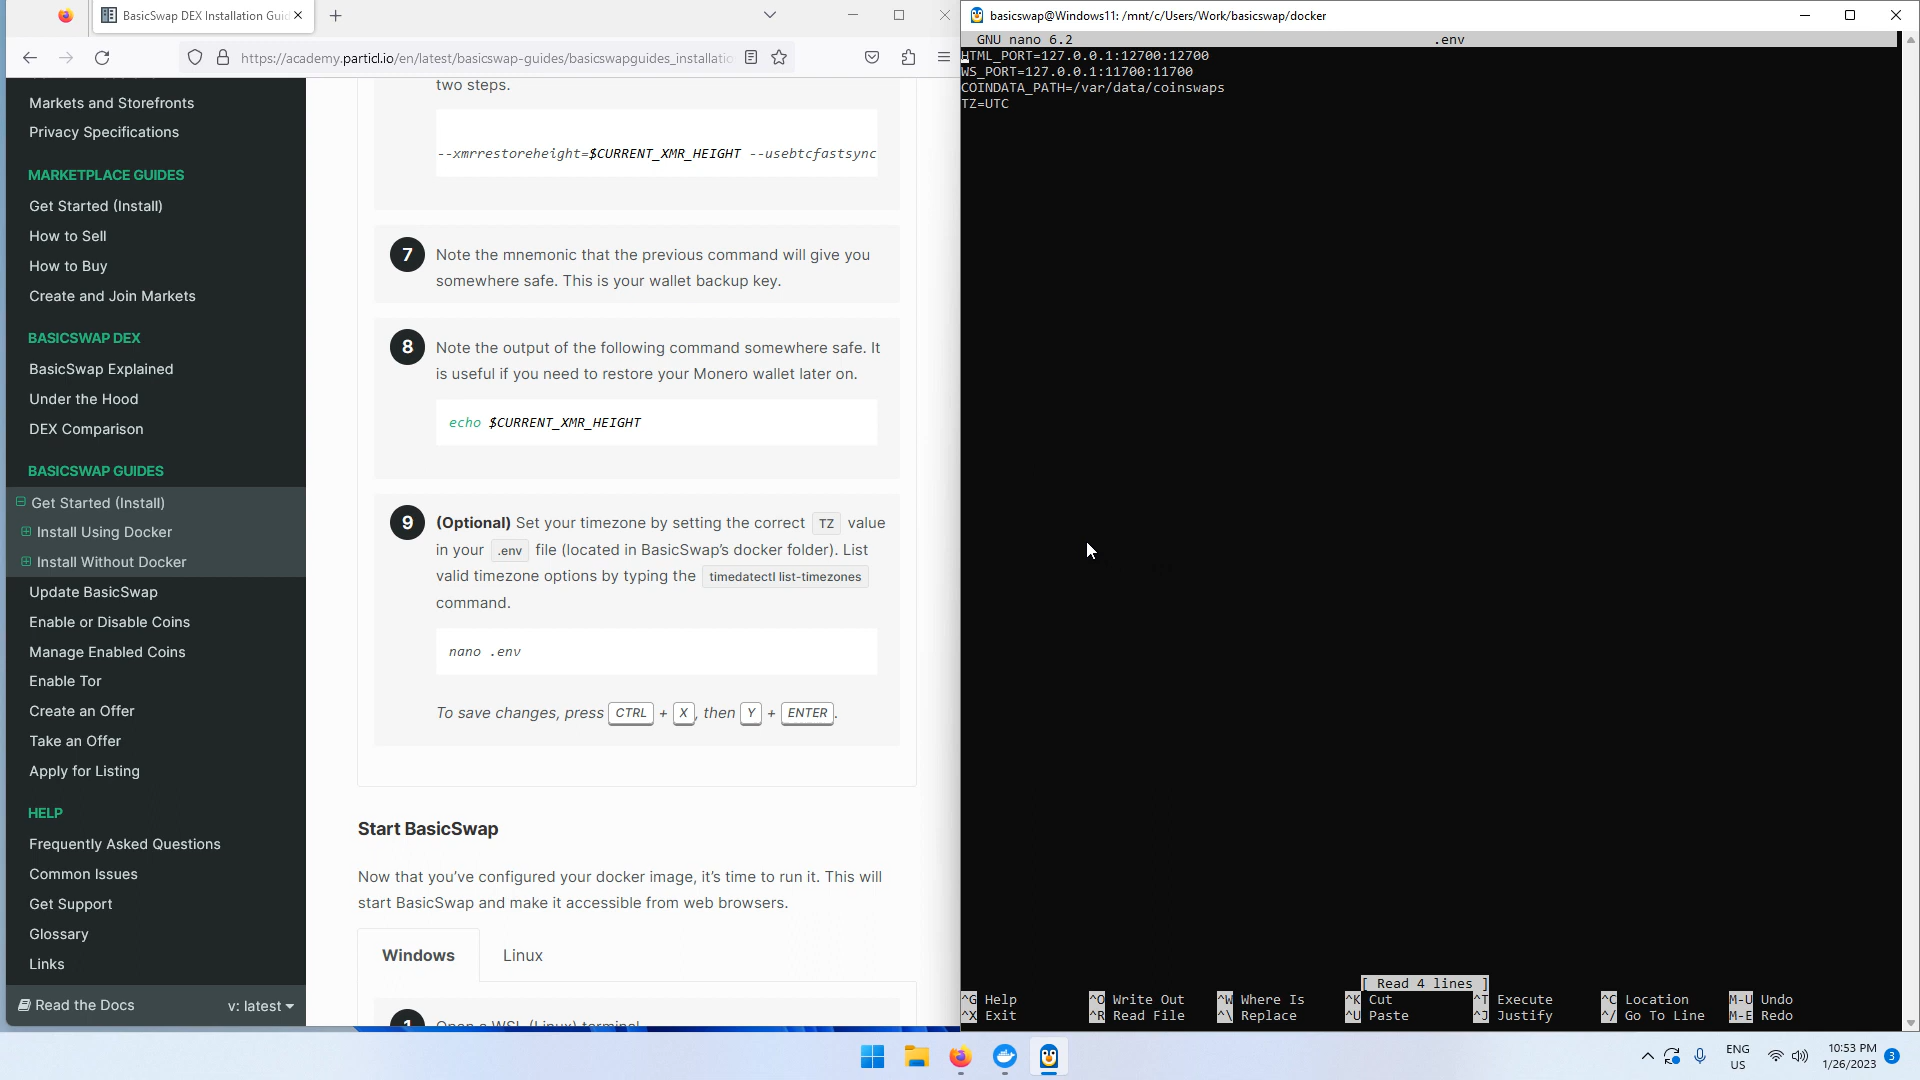 BasicSwap DEX Installation Guid
https://academy.particl.io/en/latest/basicswap-guides/basicswapguides_installatio
Markets and Storefronts
Privacy Specifications
MARKETPLACE GUIDES
Get Started (Install)
How to Sell
How to Buy
Create and Join Markets
BASICSWAP DEX
BasicSwap Explained
Under the Hood
DEX Comparison
BASICSWAP GUIDES
Get Started (Install)
Install Using Docker
Install Without Docker
Update BasicSwap
Enable or Disable Coins
Manage Enabled Coins
Enable Tor
Create an Offer
Take an Offer
Apply for Listing
HELP
Frequently Asked Questions
Common Issues
Get Support
Glossary
Links
Read the Docs v: latest
two steps.
--xmrrestoreheight=$CURRENT_XMR_HEIGHT --usebtcfastsync
7 Note the mnemonic that the previous command will give you
somewhere safe. This is your wallet backup key.
8 Note the output of the following command somewhere safe. It
is useful if you need to restore your Monero wallet later on.
echo $CURRENT_XMR_HEIGHT
9 (Optional) Set your timezone by setting the correct TZ value
in your .env file (located in BasicSwap's docker folder). List
valid timezone options by typing the timedatectl list-timezones
command.
nano .env
To save changes, press CTRL + X, then Y + ENTER.
Start BasicSwap
Now that you've configured your docker image, it's time to run it. This will
start BasicSwap and make it accessible from web browsers.
Windows Linux
1 Open a WSL (Linux) terminal
basicswap@Windows11: /mnt/c/Users/Work/basicswap/docker
GNU nano 6.2 .env
HTML_PORT=127.0.0.1:12700:12700
WS_PORT=127.0.0.1:11700:11700
COINDATA_PATH=/var/data/coinswaps
TZ=UTC
[ Read 4 lines ]
^G Help ^O Write Out ^W Where Is ^K Cut ^T Execute ^C Location M-U Undo
^X Exit ^R Read File ^\ Replace ^U Paste ^J Justify ^/ Go To Line M-E Redo
ENG
US
10:53 PM
1/26/2023
3